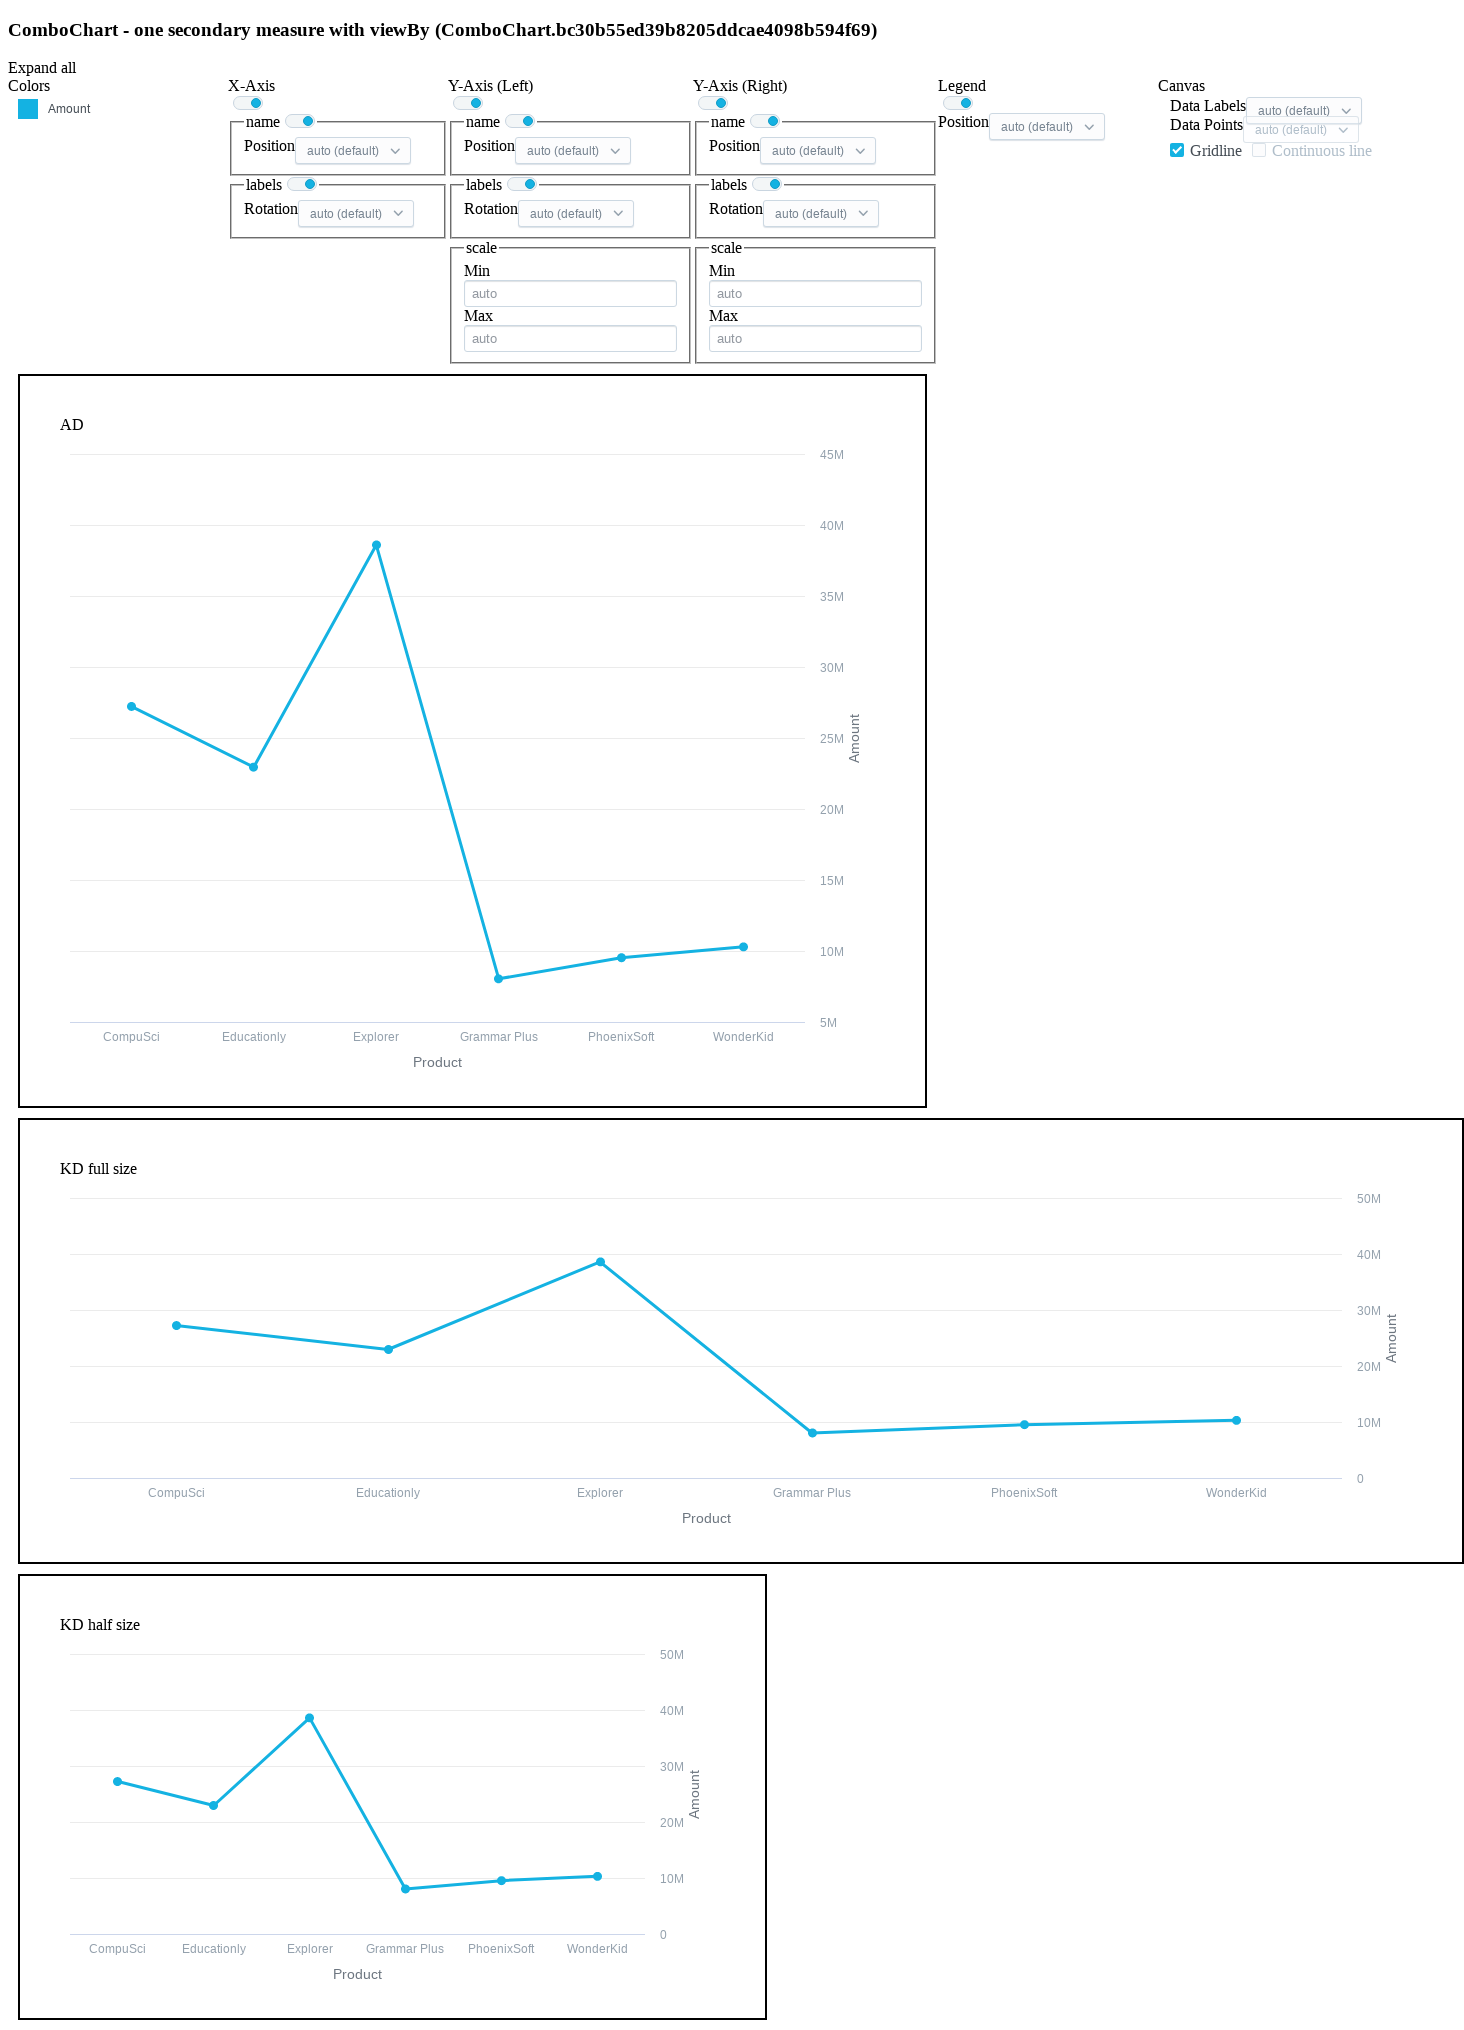 ComboChart - one secondary measure with viewBy (ComboChart.bc30b55ed39b8205ddcae4098b594f69)
Expand all
Colors
Amount
X-Axis
name
Position auto (default)
labels
Rotation auto (default)
Y-Axis (Left)
name
Position auto (default)
labels
Rotation auto (default)
scale
Min
auto
Max
auto
Y-Axis (Right)
name
Position auto (default)
labels
Rotation auto (default)
scale
Min
auto
Max
auto
Legend
Position auto (default)
Canvas
Data Labels auto (default)
Data Points auto (default)
Gridline Continuous line
AD
45M
40M
35M
30M
25M
20M
15M
10M
5M
Amount
CompuSci Educationly Explorer Grammar Plus PhoenixSoft WonderKid
Product
KD full size
50M
40M
30M
20M
10M
0
Amount
CompuSci Educationly Explorer Grammar Plus PhoenixSoft WonderKid
Product
KD half size
50M
40M
30M
20M
10M
0
Amount
CompuSci Educationly Explorer Grammar Plus PhoenixSoft WonderKid
Product